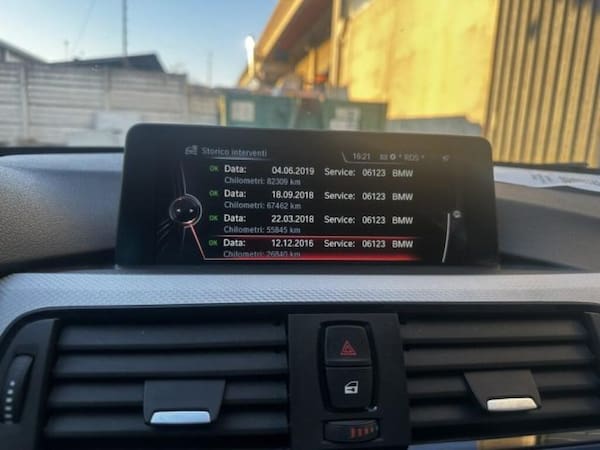 Storico interventi 16:21 * RDS *
OK Data: 04.06.2019 Service: 06123 BMW
Chilometri: 82309 km
OK Data: 18.09.2018 Service: 06123 BMW
Chilometri: 67462 km
OK Data: 22.03.2018 Service: 06123 BMW
Chilometri: 55845 km
OK Data: 12.12.2016 Service: 06123 BMW
Chilometri: 26840 km